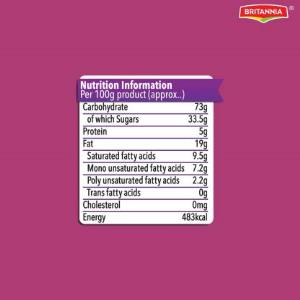 BRITANNIA
Nutrition Information
Per 100g product (approx..)
Carbohydrate 73g
of which Sugars 33.5g
Protein 5g
Fat 19g
Saturated fatty acids 9.5g
Mono unsaturated fatty acids 7.2g
Poly unsaturated fatty acids 2.2g
Trans fatty acids 0g
Cholesterol 0mg
Energy 483kcal